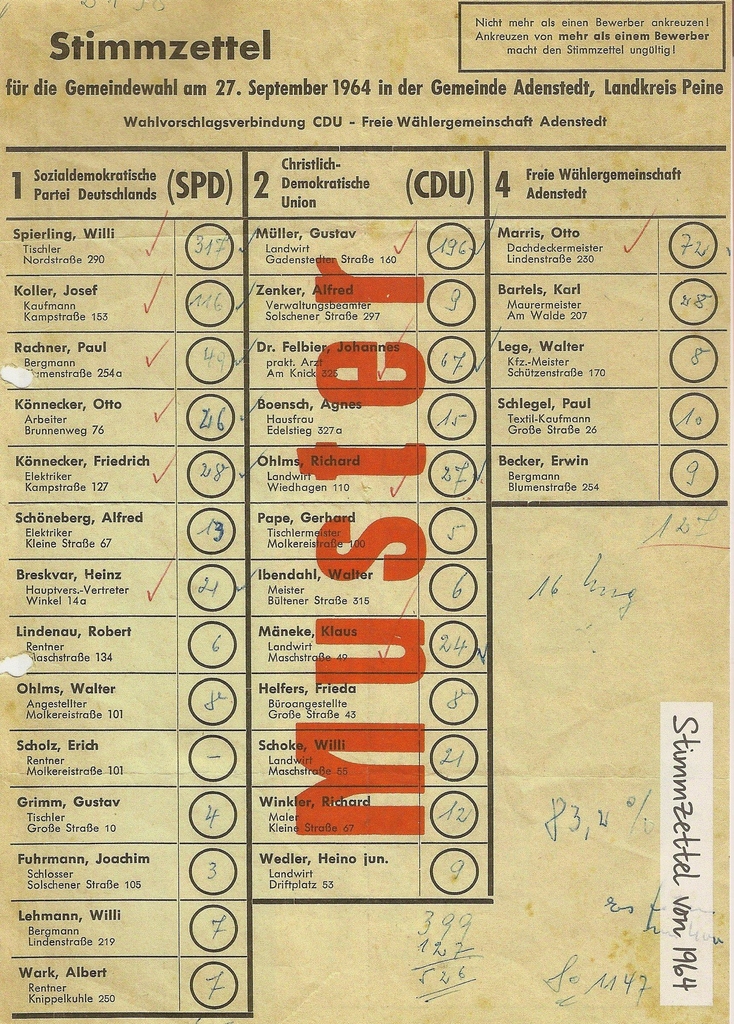 Stimmzettel
Nicht mehr als einen Bewerber ankreuzen!
Ankreuzen von mehr als einem Bewerber
macht den Stimmzettel ungültig!
für die Gemeindewahl am 27. September 1964 in der Gemeinde Adenstedt, Landkreis Peine
Wahlvorschlagsverbindung CDU - Freie Wählergemeinschaft Adenstedt
1 Sozialdemokratische
Partei Deutschlands (SPD)
Spierling, Willi
Tischler
Nordstraße 290
317
Koller, Josef
Kaufmann
Kampstraße 153
116
Rachner, Paul
Bergmann
254a
49
Könnecker, Otto
Arbeiter
Brunnenweg 76
26
Könnecker, Friedrich
Elektriker
Kampstraße 127
28
Schöneberg, Alfred
Elektriker
Kleine Straße 67
13
Breskvar, Heinz
Hauptvers.-Vertreter
Winkel 14a
21
Lindenau, Robert
Rentner
Maschstraße 134
6
Ohlms, Walter
Angestellter
Molkereistraße 101
8
Scholz, Erich
Rentner
Molkereistraße 101
-
Grimm, Gustav
Tischler
Große Straße 10
4
Fuhrmann, Joachim
Schlosser
Solschener Straße 105
3
Lehmann, Willi
Bergmann
Lindenstraße 219
7
Wark, Albert
Rentner
Knippelkuhle 250
7
2 Christlich-
Demokratische
Union (CDU)
Müller, Gustav
Landwirt
Gadenstedter Straße 160
196
Zenker, Alfred
Verwaltungsbeamter
Solschener Straße 297
9
Dr. Felbier, Johannes
prakt. Arzt
Am Knick 325
67
Boensch, Agnes
Hausfrau
Edelstieg 327a
15
Ohlms, Richard
Landwirt
Wiedhagen 110
27
Pape, Gerhard
Tischlermeister
Molkereistraße 100
5
Ibendahl, Walter
Meister
Bültener Straße 315
6
Mäneke, Klaus
Landwirt
Maschstraße 49
24
Helfers, Frieda
Büroangestellte
Große Straße 43
8
Schoke, Willi
Landwirt
Maschstraße 55
21
Winkler, Richard
Maler
Kleine Straße 67
12
Wedler, Heino jun.
Landwirt
Driftplatz 53
9
Muster
399
127
526
4 Freie Wählergemeinschaft
Adenstedt
Marris, Otto
Dachdeckermeister
Lindenstraße 230
72
Bartels, Karl
Maurermeister
Am Walde 207
28
Lege, Walter
Kfz.-Meister
Schützenstraße 170
8
Schlegel, Paul
Textil-Kaufmann
Große Straße 26
10
Becker, Erwin
Bergmann
Blumenstraße 254
9
127
16 ung
83,4 %
1147
Stimmzettel von 1964